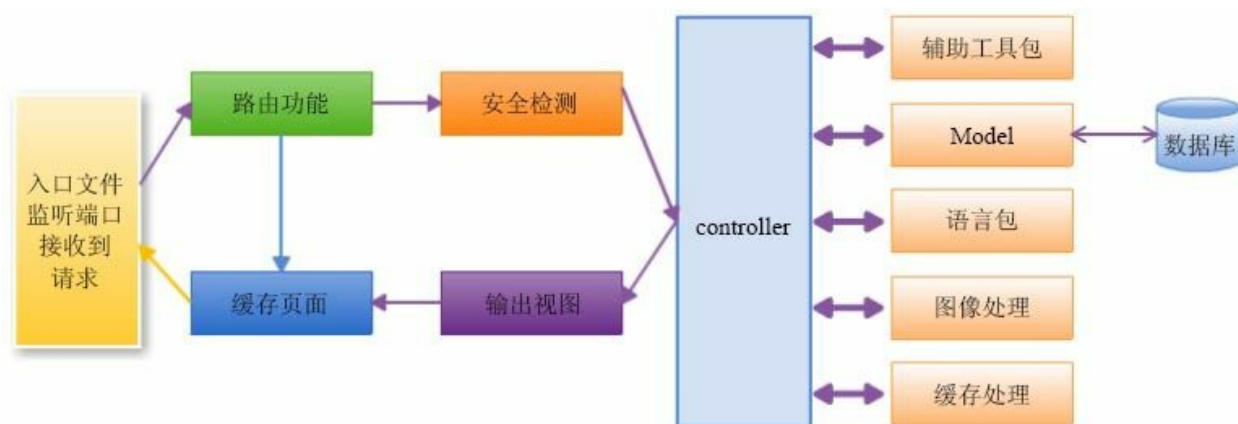 路由功能
安全检测
入口文件
监听端口
接收到
请求
缓存页面
输出视图
controller
辅助工具包
Model
数据库
语言包
图像处理
缓存处理